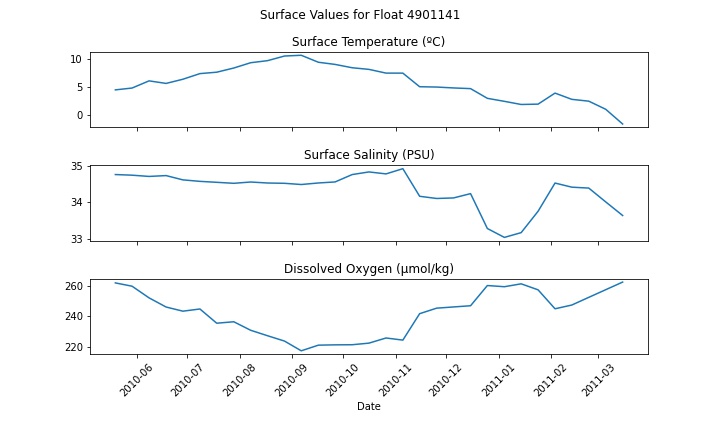 Surface Values for Float 4901141
Surface Temperature (ºC)
10
5
0
Surface Salinity (PSU)
35
34
33
Dissolved Oxygen (µmol/kg)
260
240
220
2010-06 2010-07 2010-08 2010-09 2010-10 2010-11 2010-12 2011-01 2011-02 2011-03
Date